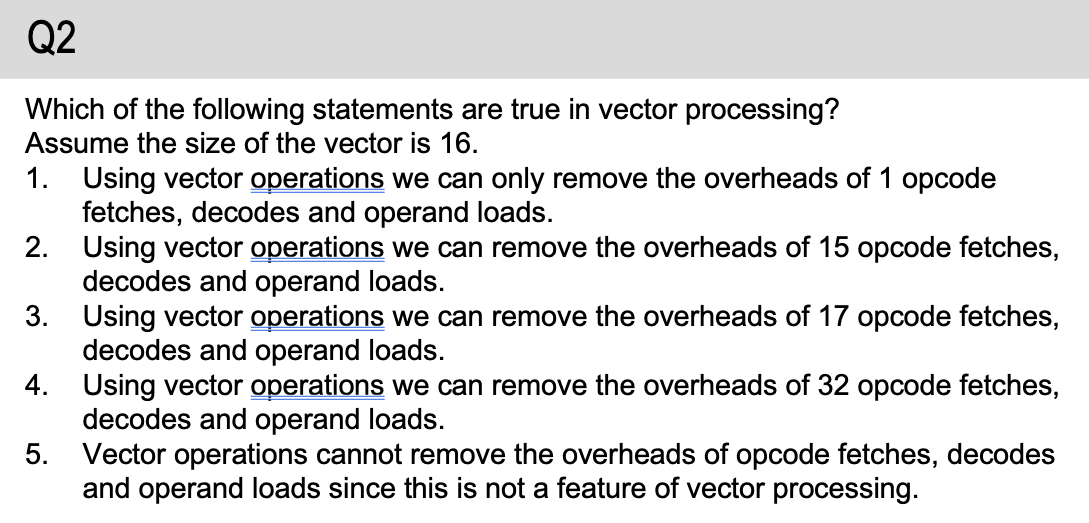 Q2
Which of the following statements are true in vector processing?
Assume the size of the vector is 16.
1. Using vector operations we can only remove the overheads of 1 opcode
fetches, decodes and operand loads.
2. Using vector operations we can remove the overheads of 15 opcode fetches,
decodes and operand loads.
3. Using vector operations we can remove the overheads of 17 opcode fetches,
decodes and operand loads.
4. Using vector operations we can remove the overheads of 32 opcode fetches,
decodes and operand loads.
5. Vector operations cannot remove the overheads of opcode fetches, decodes
and operand loads since this is not a feature of vector processing.